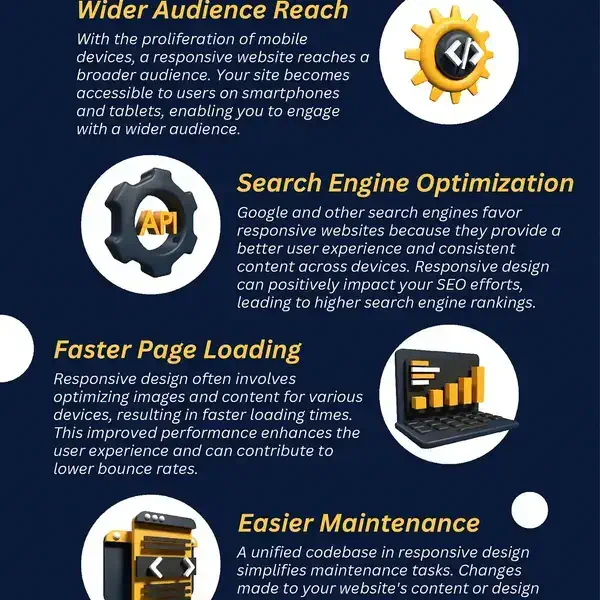 Wider Audience Reach
With the proliferation of mobile
devices, a responsive website reaches a
broader audience. Your site becomes
accessible to users on smartphones
and tablets, enabling you to engage
with a wider audience.
</>
API
Search Engine Optimization
Google and other search engines favor
responsive websites because they provide a
better user experience and consistent
content across devices. Responsive design
can positively impact your SEO efforts,
leading to higher search engine rankings.
Faster Page Loading
Responsive design often involves
optimizing images and content for various
devices, resulting in faster loading times.
This improved performance enhances the
user experience and can contribute to
lower bounce rates.
< >
Easier Maintenance
A unified codebase in responsive design
simplifies maintenance tasks. Changes
made to your website's content or design